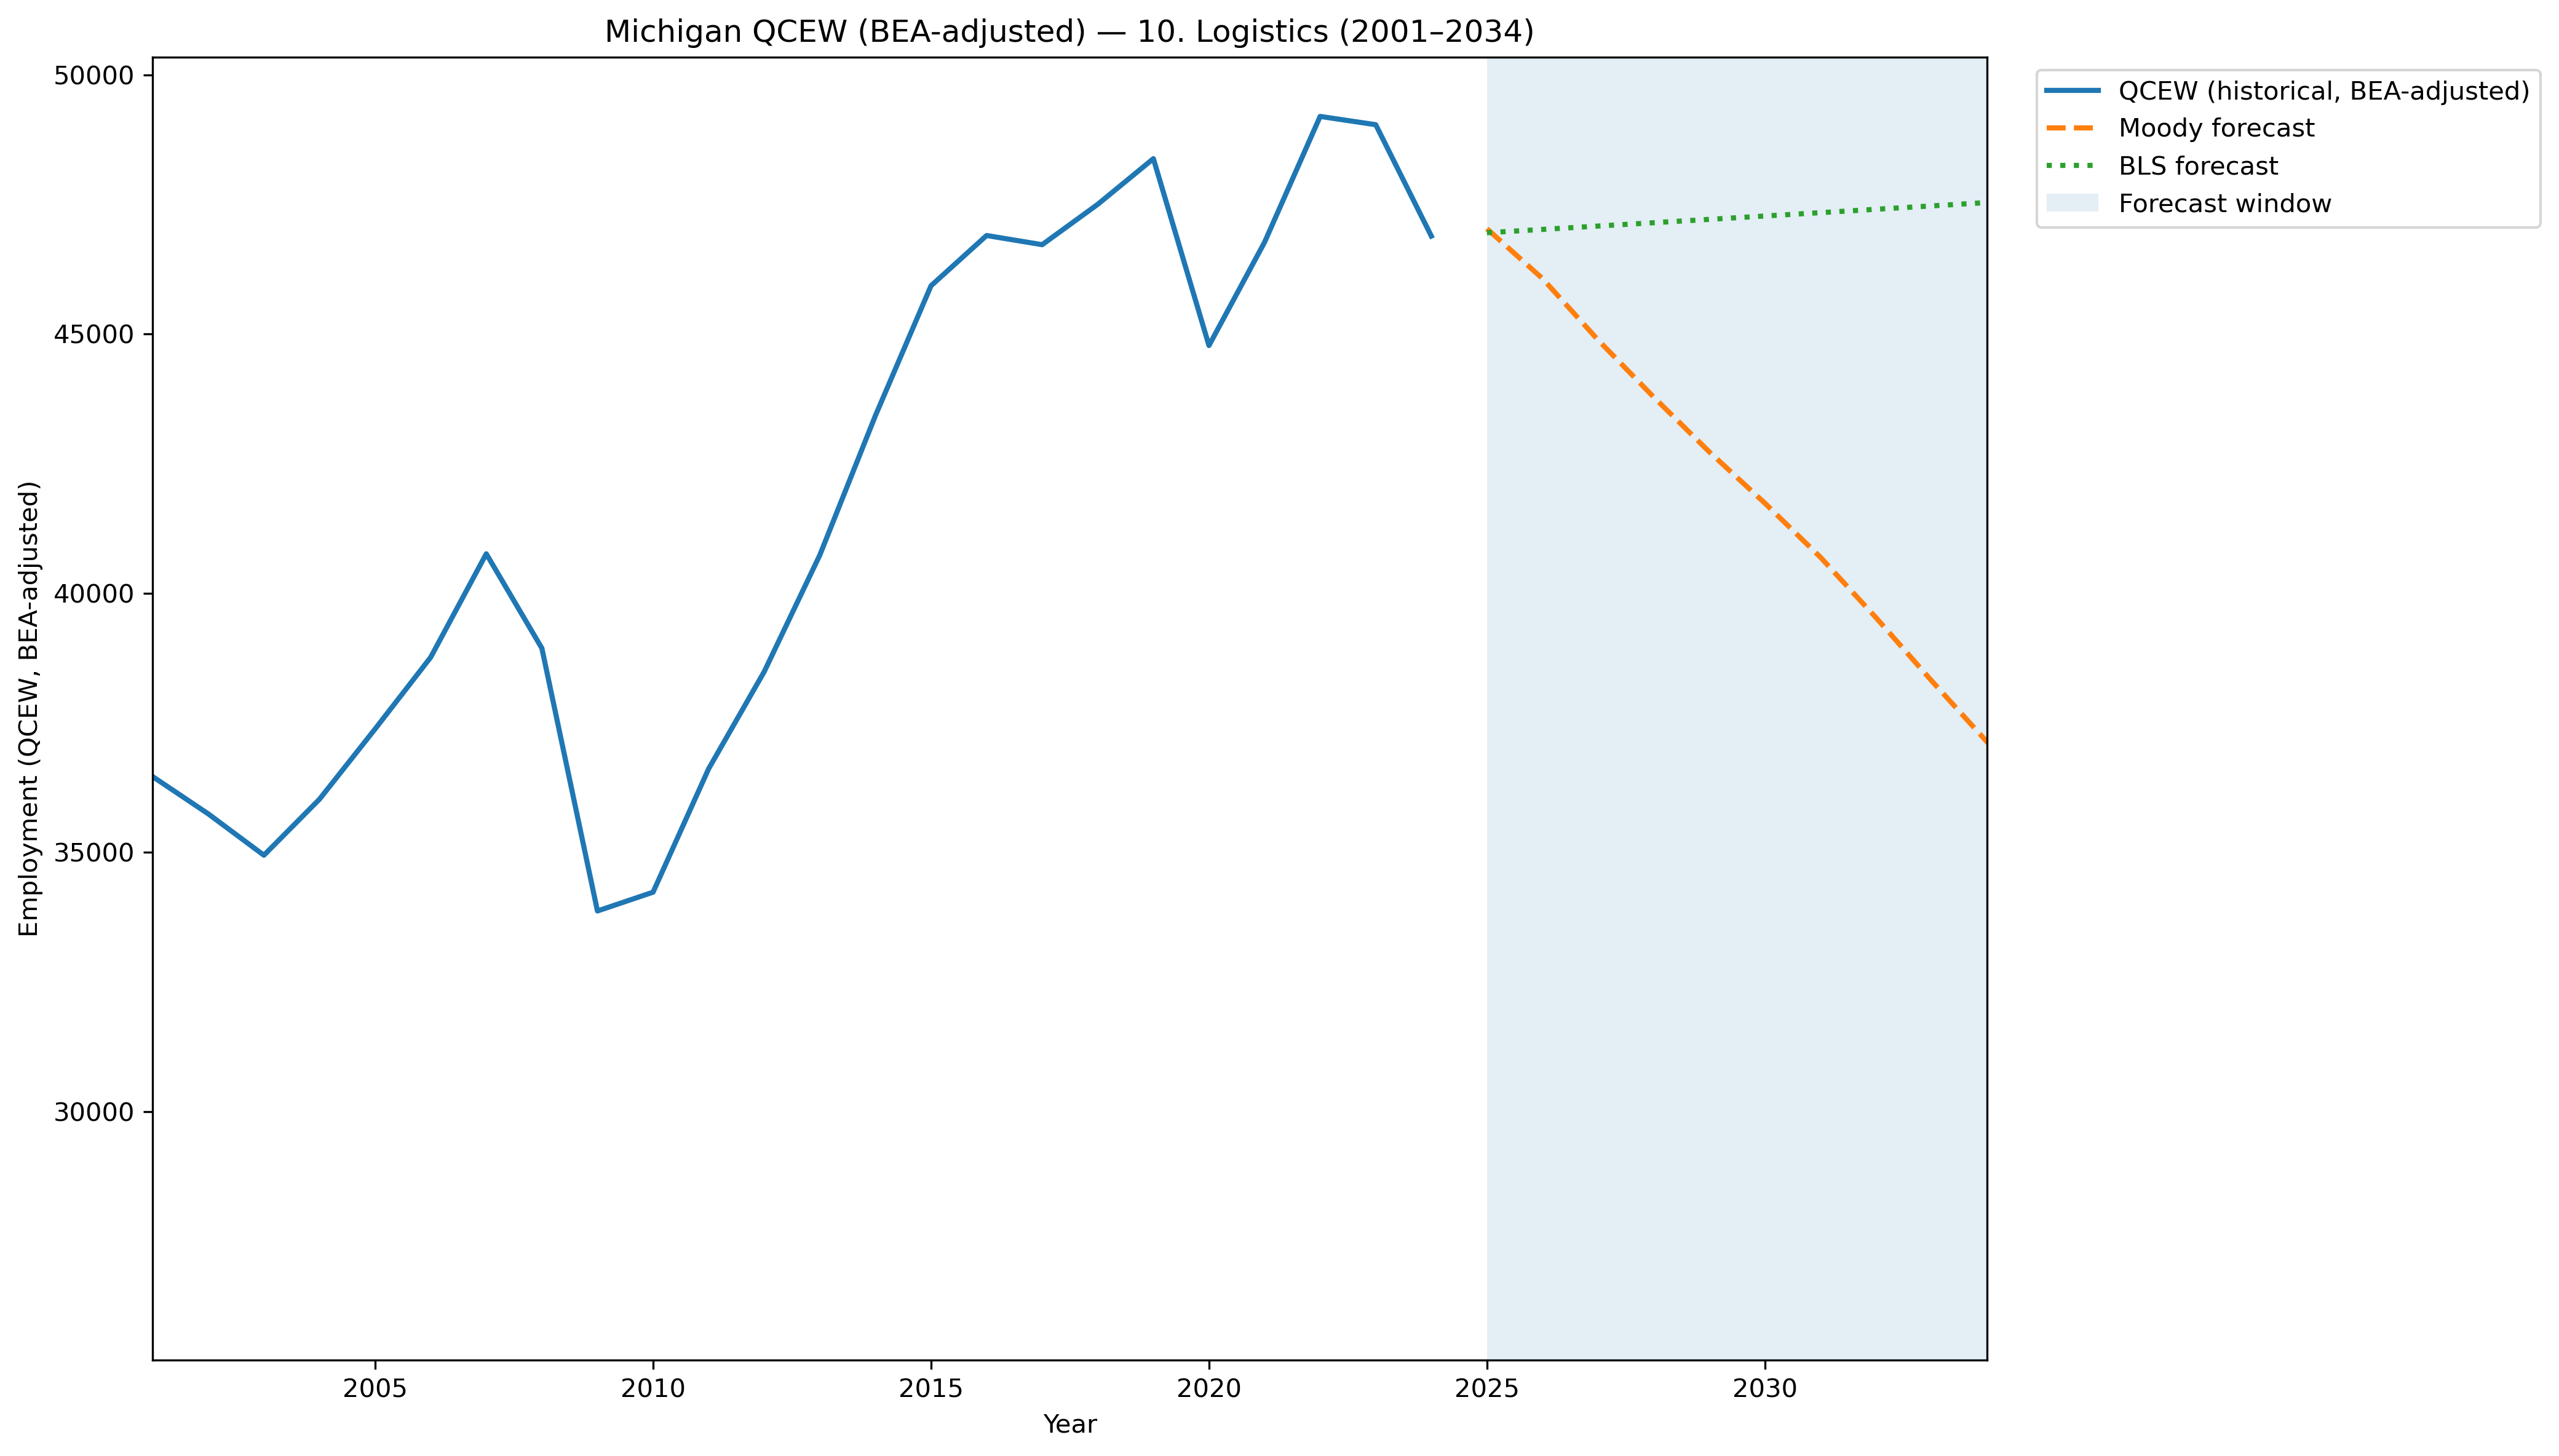 Michigan QCEW (BEA-adjusted) — 10. Logistics (2001–2034)
50000
45000
40000
35000
30000
Employment (QCEW, BEA-adjusted)
2005
2010
2015
2020
2025
2030
Year
QCEW (historical, BEA-adjusted)
Moody forecast
BLS forecast
Forecast window